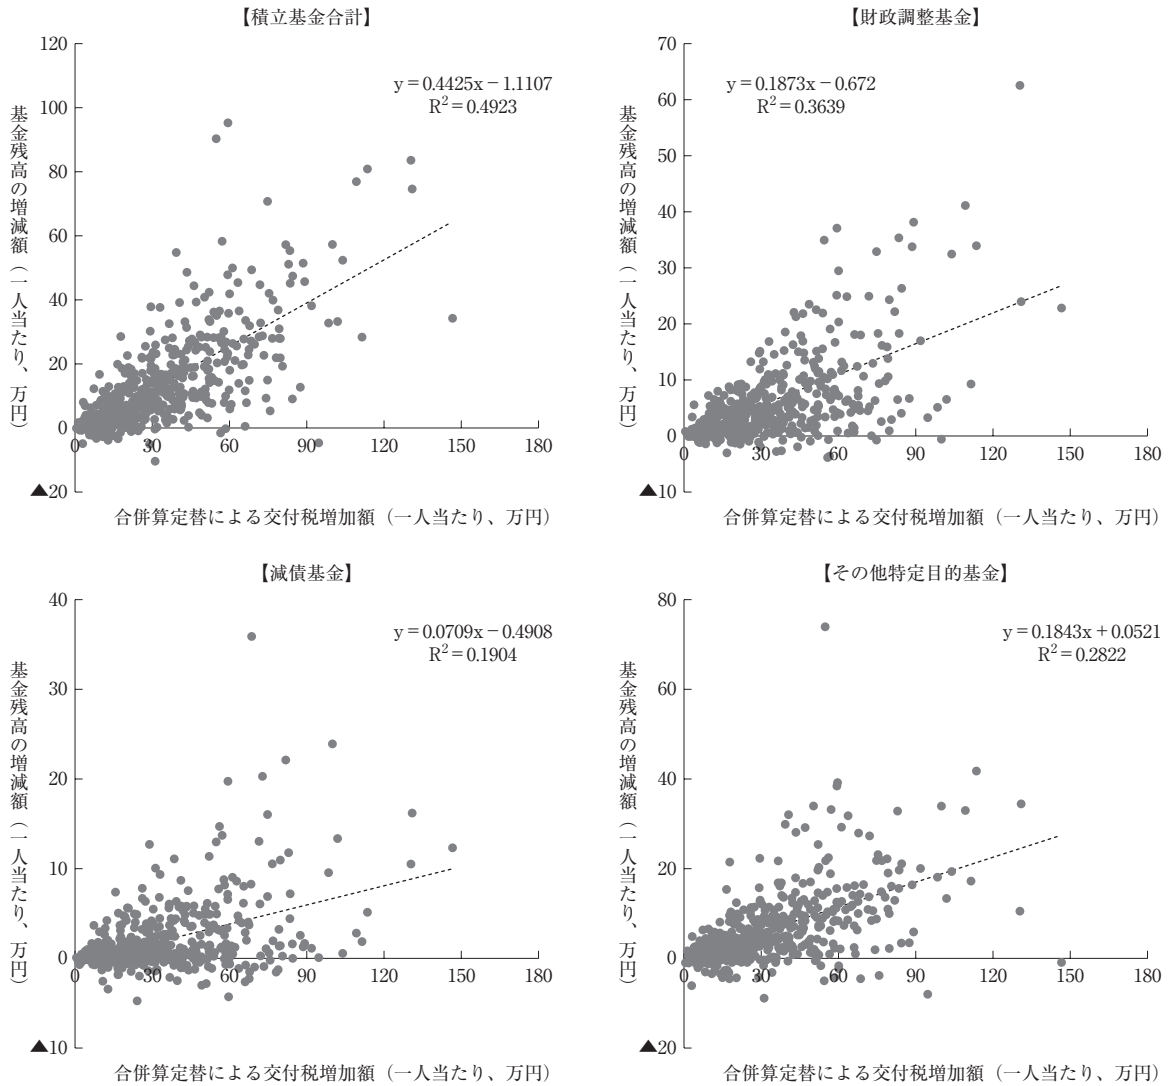 【積立基金合計】
y=0.4425x－1.1107
R²=0.4923
基金残高の増減額（一人当たり、万円）
120
100
80
60
40
20
0
▲20
0 30 60 90 120 150 180
合併算定替による交付税増加額（一人当たり、万円）
【財政調整基金】
y=0.1873x－0.672
R²=0.3639
基金残高の増減額（一人当たり、万円）
70
60
50
40
30
20
10
0
▲10
0 30 60 90 120 150 180
合併算定替による交付税増加額（一人当たり、万円）
【減債基金】
y=0.0709x－0.4908
R²=0.1904
基金残高の増減額（一人当たり、万円）
40
30
20
10
0
▲10
0 30 60 90 120 150 180
合併算定替による交付税増加額（一人当たり、万円）
【その他特定目的基金】
y=0.1843x+0.0521
R²=0.2822
基金残高の増減額（一人当たり、万円）
80
60
40
20
0
▲20
0 30 60 90 120 150 180
合併算定替による交付税増加額（一人当たり、万円）